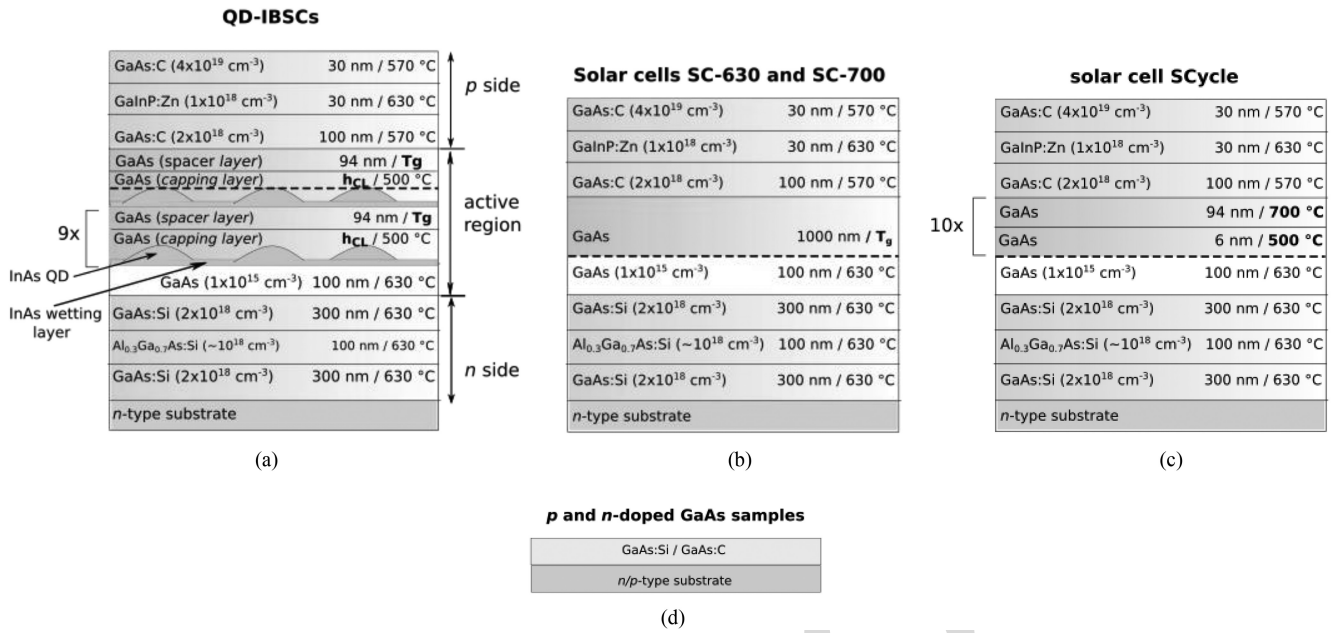 QD-IBSCs
GaAs:C (4x10¹⁹ cm⁻³) 30 nm / 570 °C
GaInP:Zn (1x10¹⁸ cm⁻³) 30 nm / 630 °C
GaAs:C (2x10¹⁸ cm⁻³) 100 nm / 570 °C
p side
GaAs (spacer layer) 94 nm / Tg
GaAs (capping layer) hCL / 500 °C
9x
GaAs (spacer layer) 94 nm / Tg
GaAs (capping layer) hCL / 500 °C
active
region
InAs QD
GaAs (1x10¹⁵ cm⁻³) 100 nm / 630 °C
InAs wetting
layer
GaAs:Si (2x10¹⁸ cm⁻³) 300 nm / 630 °C
Al₀.₃Ga₀.₇As:Si (~10¹⁸ cm⁻³) 100 nm / 630 °C
GaAs:Si (2x10¹⁸ cm⁻³) 300 nm / 630 °C
n side
n-type substrate
(a)
Solar cells SC-630 and SC-700
GaAs:C (4x10¹⁹ cm⁻³) 30 nm / 570 °C
GaInP:Zn (1x10¹⁸ cm⁻³) 30 nm / 630 °C
GaAs:C (2x10¹⁸ cm⁻³) 100 nm / 570 °C
GaAs 1000 nm / Tg
GaAs (1x10¹⁵ cm⁻³) 100 nm / 630 °C
GaAs:Si (2x10¹⁸ cm⁻³) 300 nm / 630 °C
Al₀.₃Ga₀.₇As:Si (~10¹⁸ cm⁻³) 100 nm / 630 °C
GaAs:Si (2x10¹⁸ cm⁻³) 300 nm / 630 °C
n-type substrate
(b)
solar cell SCycle
GaAs:C (4x10¹⁹ cm⁻³) 30 nm / 570 °C
GaInP:Zn (1x10¹⁸ cm⁻³) 30 nm / 630 °C
GaAs:C (2x10¹⁸ cm⁻³) 100 nm / 570 °C
10x
GaAs 94 nm / 700 °C
GaAs 6 nm / 500 °C
GaAs (1x10¹⁵ cm⁻³) 100 nm / 630 °C
GaAs:Si (2x10¹⁸ cm⁻³) 300 nm / 630 °C
Al₀.₃Ga₀.₇As:Si (~10¹⁸ cm⁻³) 100 nm / 630 °C
GaAs:Si (2x10¹⁸ cm⁻³) 300 nm / 630 °C
n-type substrate
(c)
p and n-doped GaAs samples
GaAs:Si / GaAs:C
n/p-type substrate
(d)